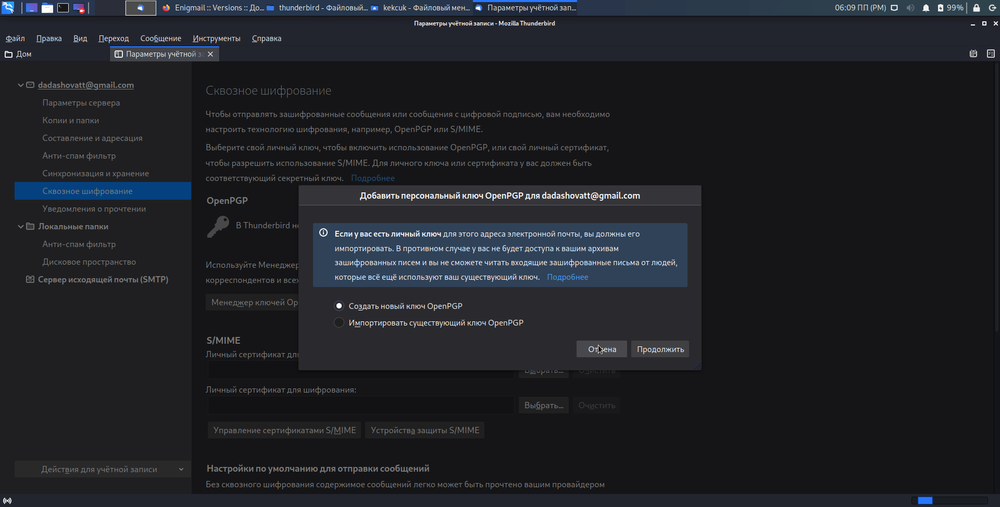 Enigmail :: Versions :: До...
thunderbird - Файловый...
kekcuk - Файловый мен...
Параметры учётной зап...
06:09 ПП (PM)
99%
Параметры учётной записи - Mozilla Thunderbird
Файл Правка Вид Переход Сообщение Инструменты Справка
Дом
Параметры учётной за
dadashovatt@gmail.com
Параметры сервера
Копии и папки
Составление и адресация
Анти-спам фильтр
Синхронизация и хранение
Сквозное шифрование
Уведомления о прочтении
Локальные папки
Анти-спам фильтр
Дисковое пространство
Сервер исходящей почты (SMTP)
Действия для учётной записи
Сквозное шифрование
Чтобы отправлять зашифрованные сообщения или сообщения с цифровой подписью, вам необходимо
настроить технологию шифрования, например, OpenPGP или S/MIME.
Выберите свой личный ключ, чтобы включить использование OpenPGP, или свой личный сертификат,
чтобы разрешить использование S/MIME. Для личного ключа или сертификата у вас должен быть
соответствующий секретный ключ. Подробнее
OpenPGP
В Thunderbird не
Используйте Менеджер
корреспондентов и всех
Менеджер ключей Op
Добавить персональный ключ OpenPGP для dadashovatt@gmail.com
Если у вас есть личный ключ для этого адреса электронной почты, вы должны его
импортировать. В противном случае у вас не будет доступа к вашим архивам
зашифрованных писем и вы не сможете читать входящие зашифрованные письма от людей,
которые всё ещё используют ваш существующий ключ. Подробнее
Создать новый ключ OpenPGP
Импортировать существующий ключ OpenPGP
Отмена
Продолжить
S/MIME
Личный сертификат для
Выбрать...
Очистить
Личный сертификат для шифрования:
Выбрать...
Очистить
Управление сертификатами S/MIME
Устройства защиты S/MIME
Настройки по умолчанию для отправки сообщений
Без сквозного шифрования содержимое сообщений легко может быть прочтено вашим провайдером